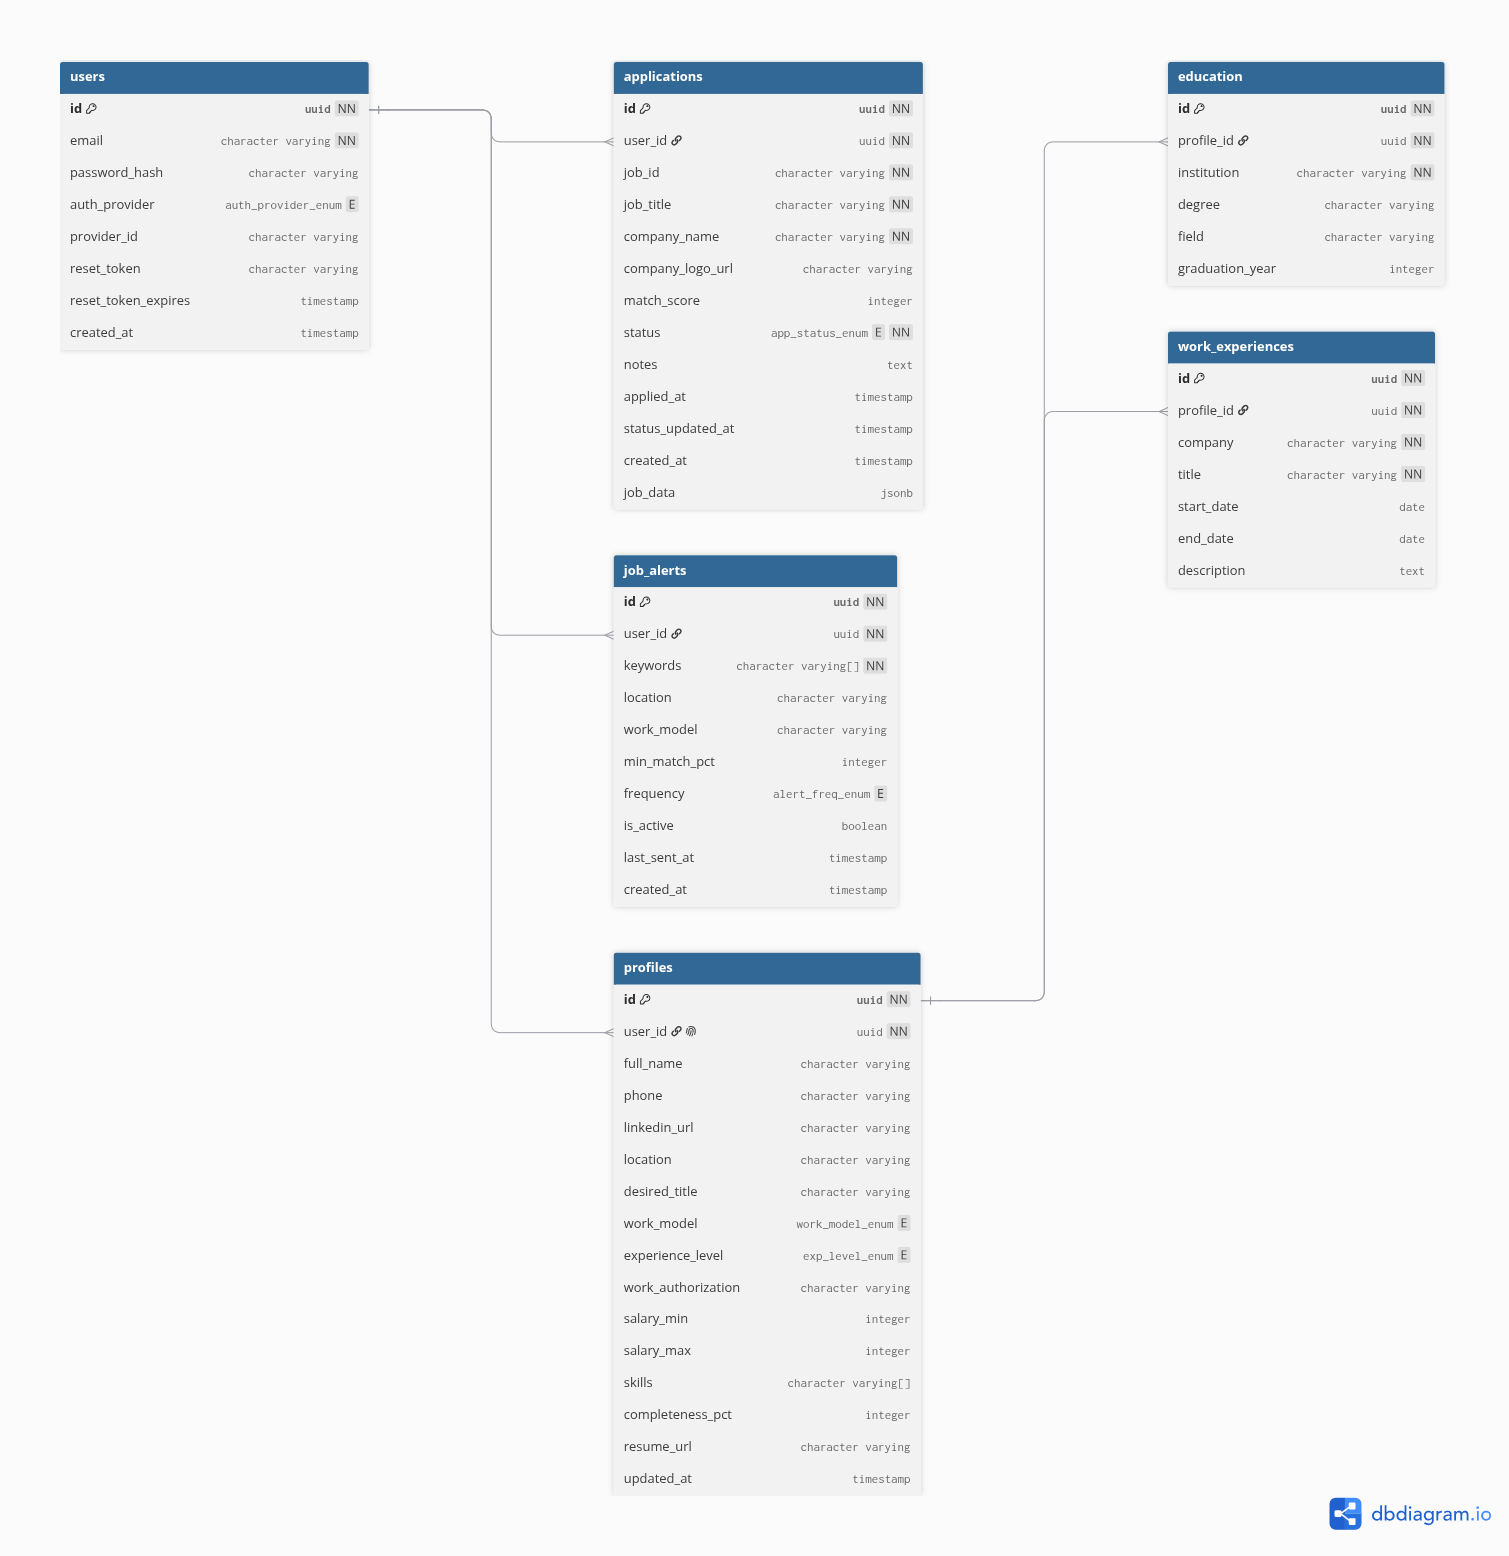 users
id uuid NN
email character varying NN
password_hash character varying
auth_provider auth_provider_enum E
provider_id character varying
reset_token character varying
reset_token_expires timestamp
created_at timestamp
applications
id uuid NN
user_id uuid NN
job_id character varying NN
job_title character varying NN
company_name character varying NN
company_logo_url character varying
match_score integer
status app_status_enum E NN
notes text
applied_at timestamp
status_updated_at timestamp
created_at timestamp
job_data jsonb
job_alerts
id uuid NN
user_id uuid NN
keywords character varying[] NN
location character varying
work_model character varying
min_match_pct integer
frequency alert_freq_enum E
is_active boolean
last_sent_at timestamp
created_at timestamp
profiles
id uuid NN
user_id uuid NN
full_name character varying
phone character varying
linkedin_url character varying
location character varying
desired_title character varying
work_model work_model_enum E
experience_level exp_level_enum E
work_authorization character varying
salary_min integer
salary_max integer
skills character varying[]
completeness_pct integer
resume_url character varying
updated_at timestamp
education
id uuid NN
profile_id uuid NN
institution character varying NN
degree character varying
field character varying
graduation_year integer
work_experiences
id uuid NN
profile_id uuid NN
company character varying NN
title character varying NN
start_date date
end_date date
description text
dbdiagram.io